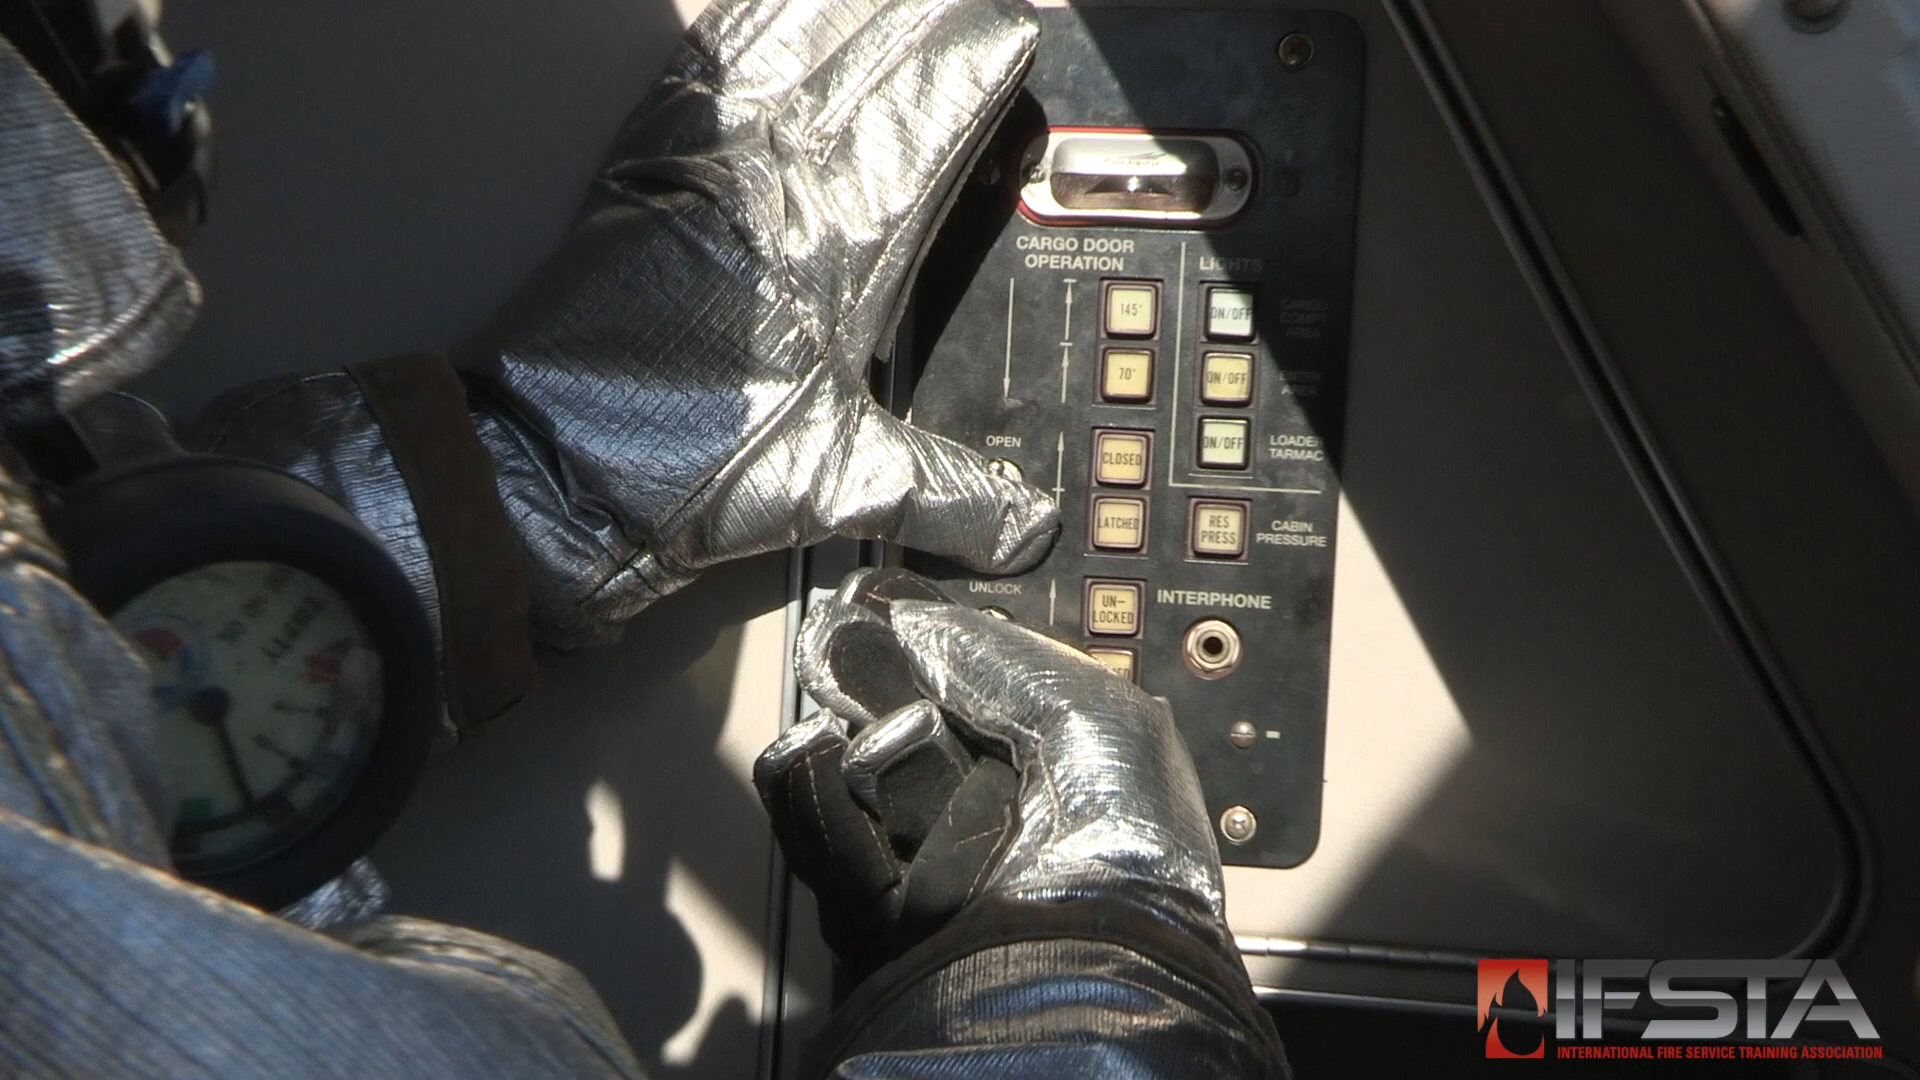 CARGO DOOR
OPERATION
LIGHTS
145°
ON/OFF
CARGO
COMPT
AREA
70°
ON/OFF
ENTRY
AREA
OPEN
CLOSED
ON/OFF
LOADER
TARMAC
LATCHED
RES
PRESS
CABIN
PRESSURE
UNLOCK
UN-
LOCKED
INTERPHONE
IFSTA
INTERNATIONAL FIRE SERVICE TRAINING ASSOCIATION